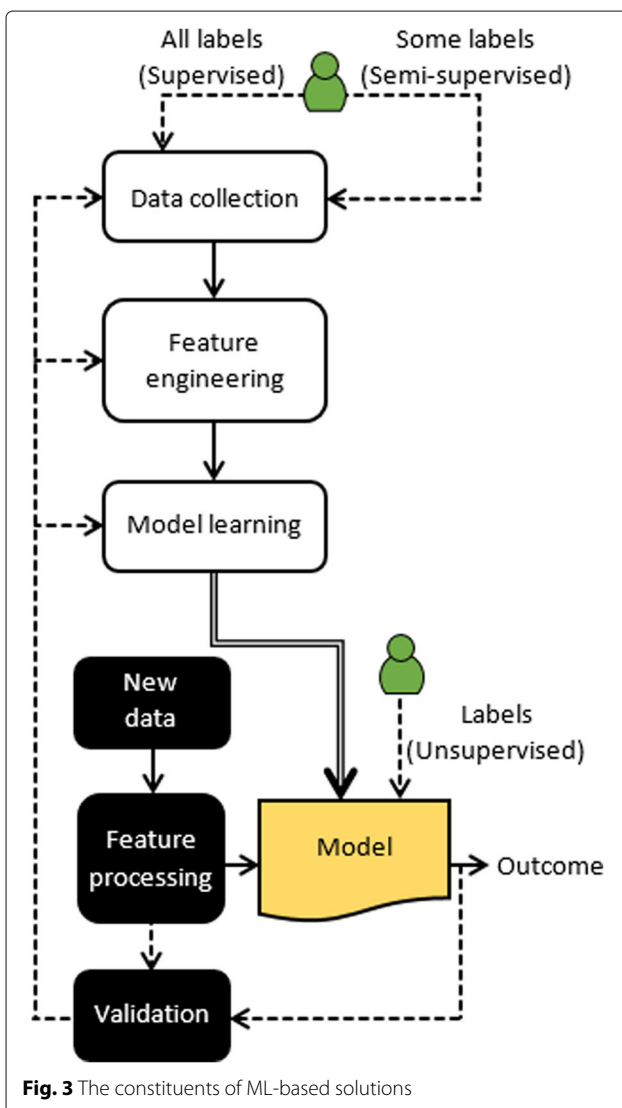 All labels
(Supervised)
Some labels
(Semi-supervised)
Data collection
Feature
engineering
Model learning
New
data
Labels
(Unsupervised)
Feature
processing
Model
Outcome
Validation
Fig. 3 The constituents of ML-based solutions